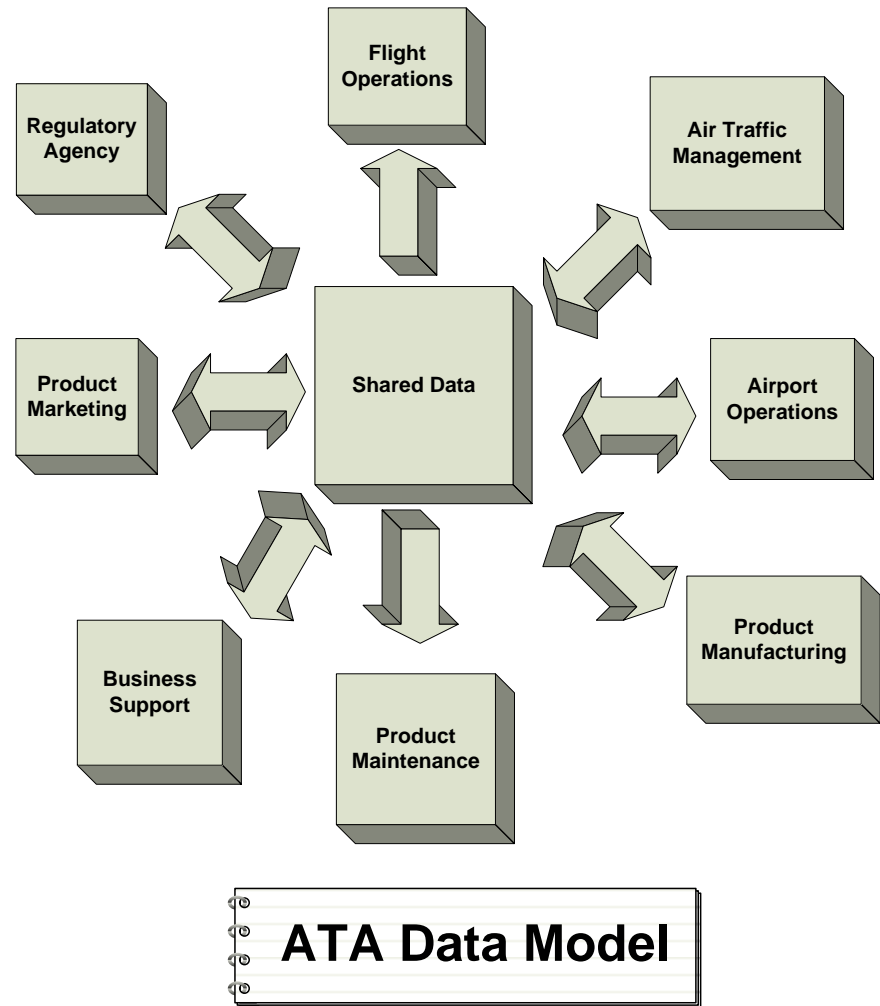 Flight
Operations
Regulatory
Agency
Air Traffic
Management
Product
Marketing
Shared Data
Airport
Operations
Business
Support
Product
Maintenance
Product
Manufacturing
ATA Data Model